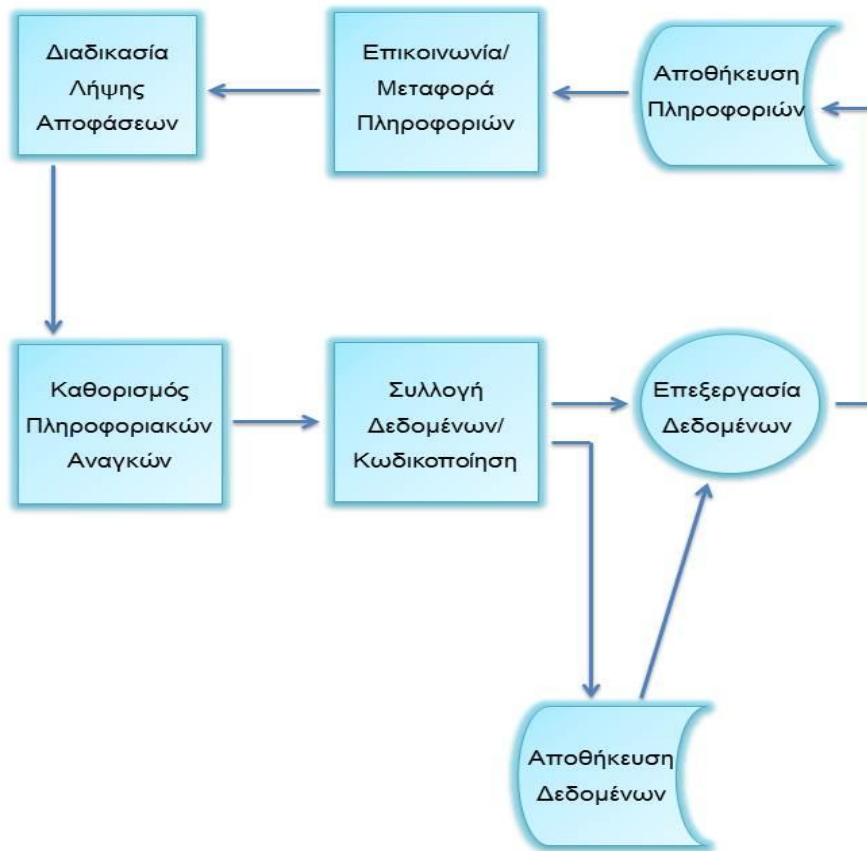 Διαδικασία
Λήψης
Αποφάσεων
Επικοινωνία/
Μεταφορά
Πληροφοριών
Αποθήκευση
Πληροφοριών
Καθορισμός
Πληροφοριακών
Αναγκών
Συλλογή
Δεδομένων/
Κωδικοποίηση
Επεξεργασία
Δεδομένων
Αποθήκευση
Δεδομένων